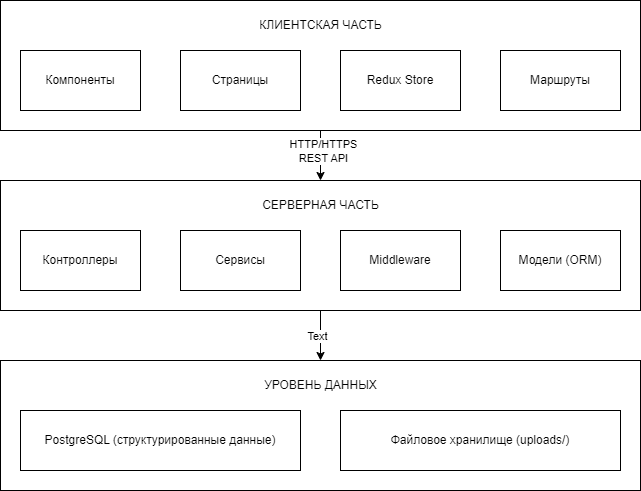 КЛИЕНТСКАЯ ЧАСТЬ
Компоненты
Страницы
Redux Store
Маршруты
HTTP/HTTPS
REST API
СЕРВЕРНАЯ ЧАСТЬ
Контроллеры
Сервисы
Middleware
Модели (ORM)
Text
УРОВЕНЬ ДАННЫХ
PostgreSQL (структурированные данные)
Файловое хранилище (uploads/)